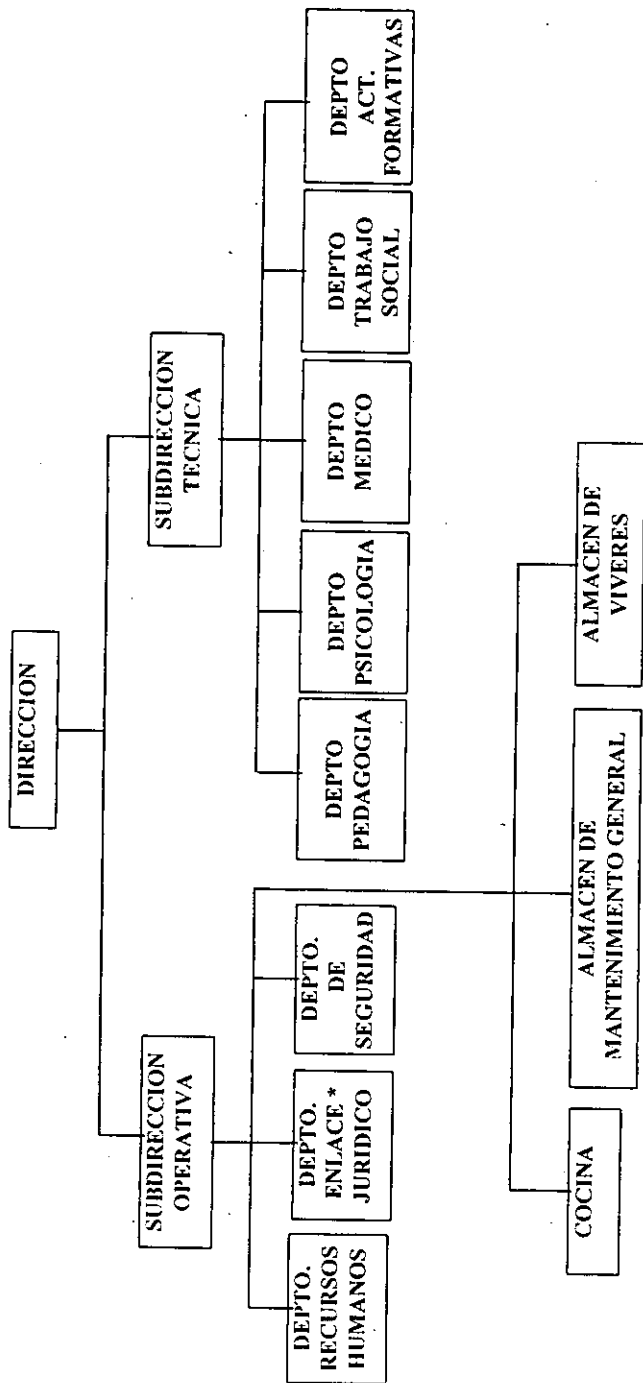 DIRECCION
SUBDIRECCION
OPERATIVA
SUBDIRECCION
TECNICA
DEPTO.
RECURSOS
HUMANOS
DEPTO.
ENLACE *
JURIDICO
DEPTO.
DE
SEGURIDAD
DEPTO
PEDAGOGIA
DEPTO
PSICOLOGIA
DEPTO
MEDICO
DEPTO
TRABAJO
SOCIAL
DEPTO
ACT.
FORMATIVAS
COCINA
ALMACEN DE
MANTENIMIENTO GENERAL
ALMACEN DE
VIVERES